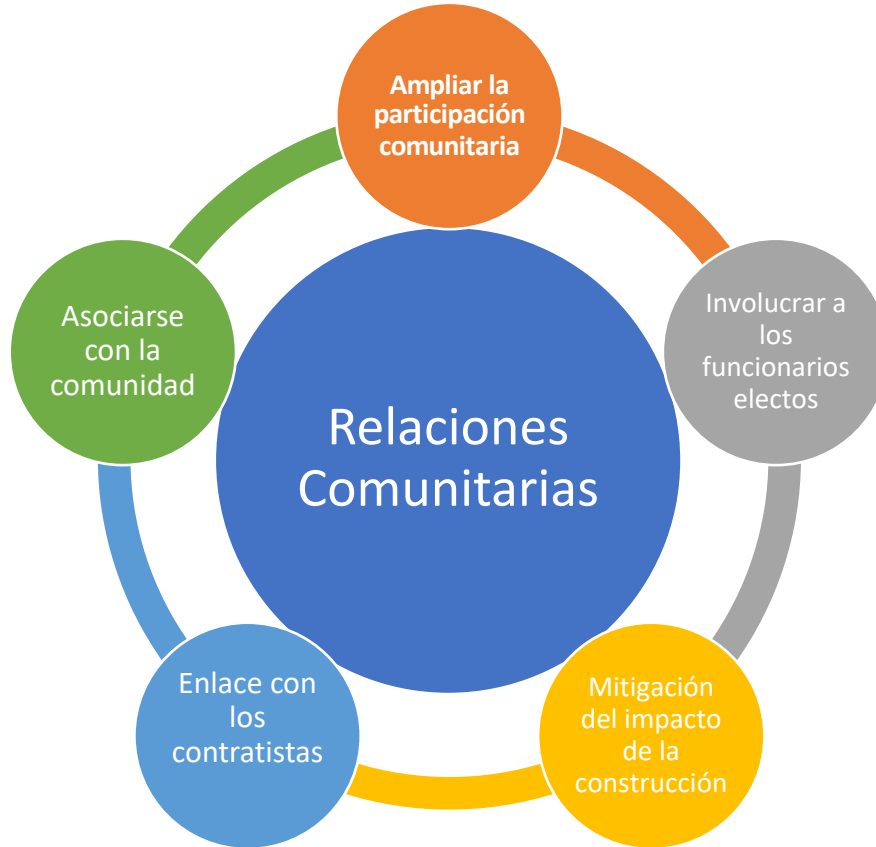 Ampliar la
participación
comunitaria
Involucrar a
los
funcionarios
electos
Mitigación
del impacto
de la
construcción
Enlace con
los
contratistas
Asociarse
con la
comunidad
Relaciones
Comunitarias